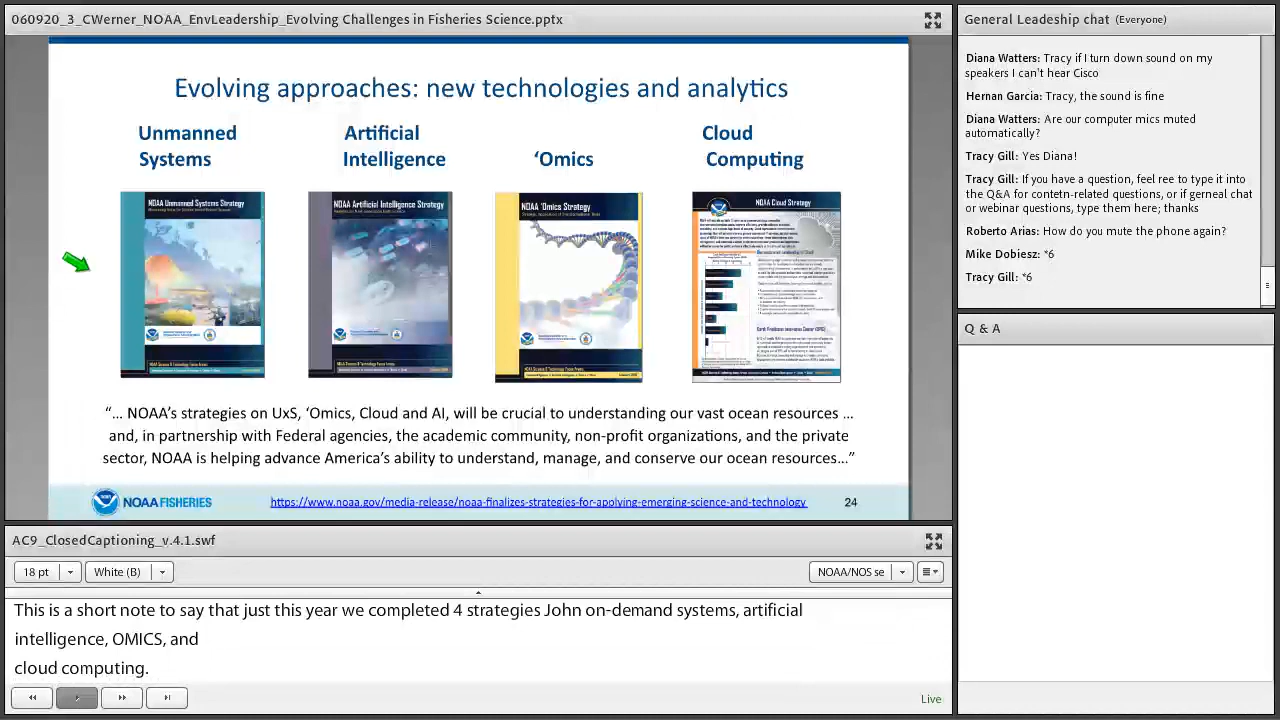 060920_3_CWerner_NOAA_EnvLeadership_Evolving Challenges in Fisheries Science.pptx
Evolving approaches: new technologies and analytics
Unmanned
Systems
Artificial
Intelligence
‘Omics
Cloud
Computing
NOAA Unmanned Systems Strategy
NOAA Artificial Intelligence Strategy
NOAA ‘Omics Strategy
NOAA Cloud Strategy
“... NOAA’s strategies on UxS, ‘Omics, Cloud and AI, will be crucial to understanding our vast ocean resources ...
and, in partnership with Federal agencies, the academic community, non-profit organizations, and the private
sector, NOAA is helping advance America’s ability to understand, manage, and conserve our ocean resources...”
NOAA FISHERIES
https://www.noaa.gov/media-release/noaa-finalizes-strategies-for-applying-emerging-science-and-technology
24
AC9_ClosedCaptioning_v.4.1.swf
18 pt
White (B)
NOAA/NOS se
This is a short note to say that just this year we completed 4 strategies John on-demand systems, artificial
intelligence, OMICS, and
cloud computing.
Live
General Leadeship chat (Everyone)
Diana Watters: Tracy if I turn down sound on my
speakers I can't hear Cisco
Hernan Garcia: Tracy, the sound is fine
Diana Watters: Are our computer mics muted
automatically?
Tracy Gill: Yes Diana!
Tracy Gill: If you have a question, feel ree to type it into
the Q&A for contetn-related questions, for gerneal chat
or webinar questions, type them here. thanks
Roberto Arias: How do you mute the mome agains
Mike Dobiesz: *6
Tracy Gill: *6
Q & A